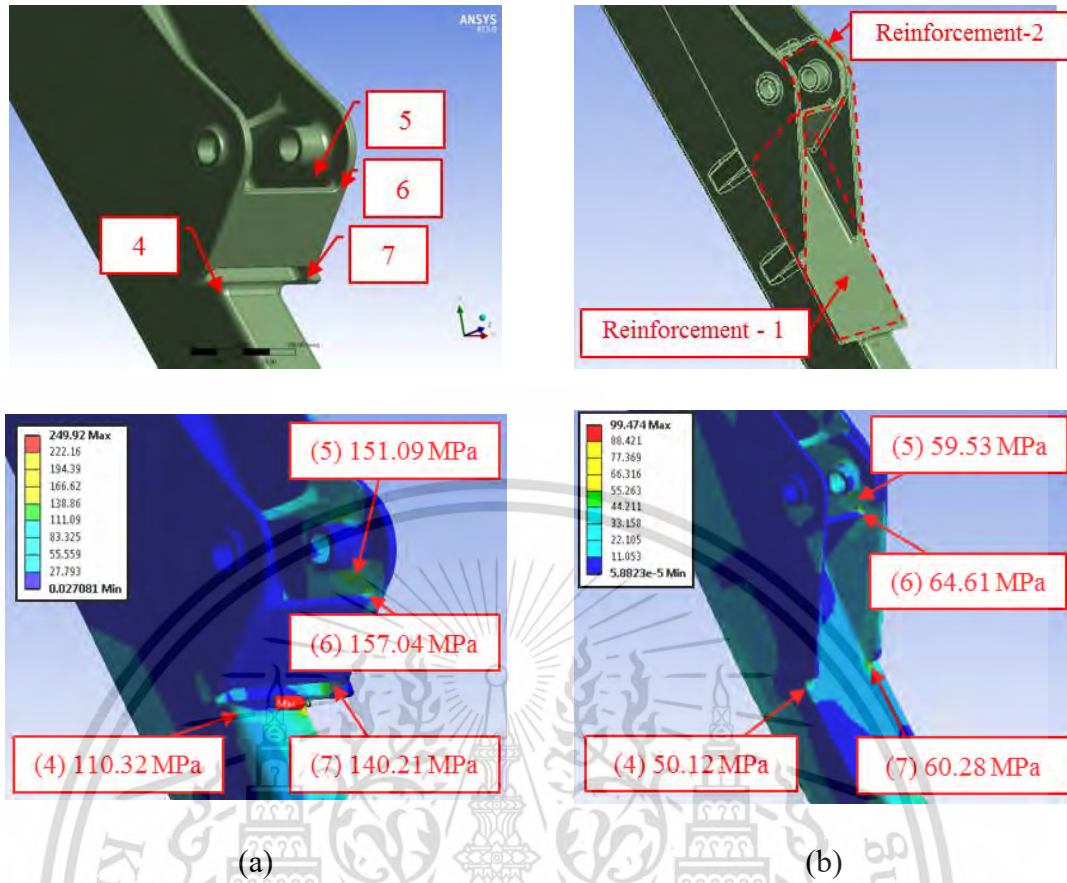 ANSYS
R15.0
5
6
4
7
Reinforcement-2
Reinforcement - 1
249.92 Max
222.16
194.39
166.62
138.86
111.09
83.325
55.559
27.793
0.027081 Min
(5) 151.09 MPa
(6) 157.04 MPa
(4) 110.32 MPa
(7) 140.21 MPa
99.474 Max
88.421
77.369
66.316
55.263
44.211
33.158
22.105
11.053
5.8823e-5 Min
(5) 59.53 MPa
(6) 64.61 MPa
(4) 50.12 MPa
(7) 60.28 MPa
(a)
(b)